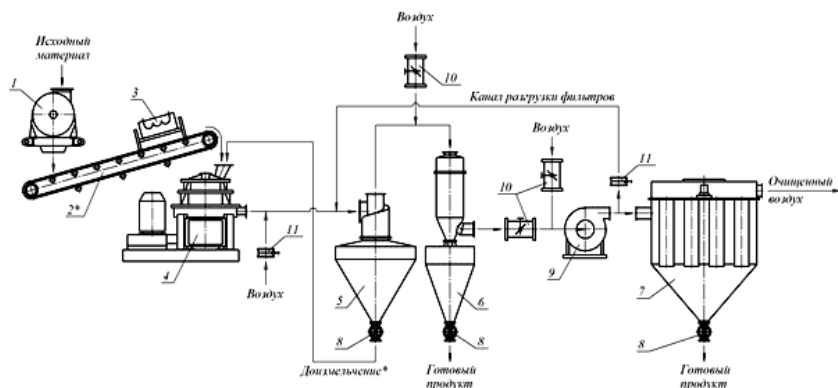 Воздух
Исходный
материал
1
3
10
Канал разгрузки фильтров
Воздух
11
Очищенный
воздух
2*
10
11
4
Воздух
5
6
9
7
8
8
8
Доизмельчение*
Готовый
продукт
Готовый
продукт